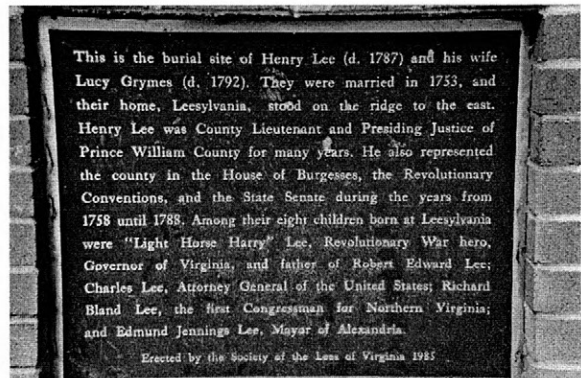 This is the burial site of Henry Lee (d. 1787) and his wife
Lucy Grymes (d. 1792). They were married in 1753, and
their home, Leesylvania, stood on the ridge to the east.
Henry Lee was County Lieutenant and Presiding Justice of
Prince William County for many years. He also represented
the county in the House of Burgesses, the Revolutionary
Conventions, and the State Senate during the years from
1758 until 1788. Among their eight children born at Leesylvania
were "Light Horse Harry" Lee, Revolutionary War hero,
Governor of Virginia, and father of Robert Edward Lee;
Charles Lee, Attorney General of the United States; Richard
Bland Lee, the first Congressman for Northern Virginia;
and Edmund Jennings Lee, Mayor of Alexandria.
Erected by the Society of the Lees of Virginia 1985